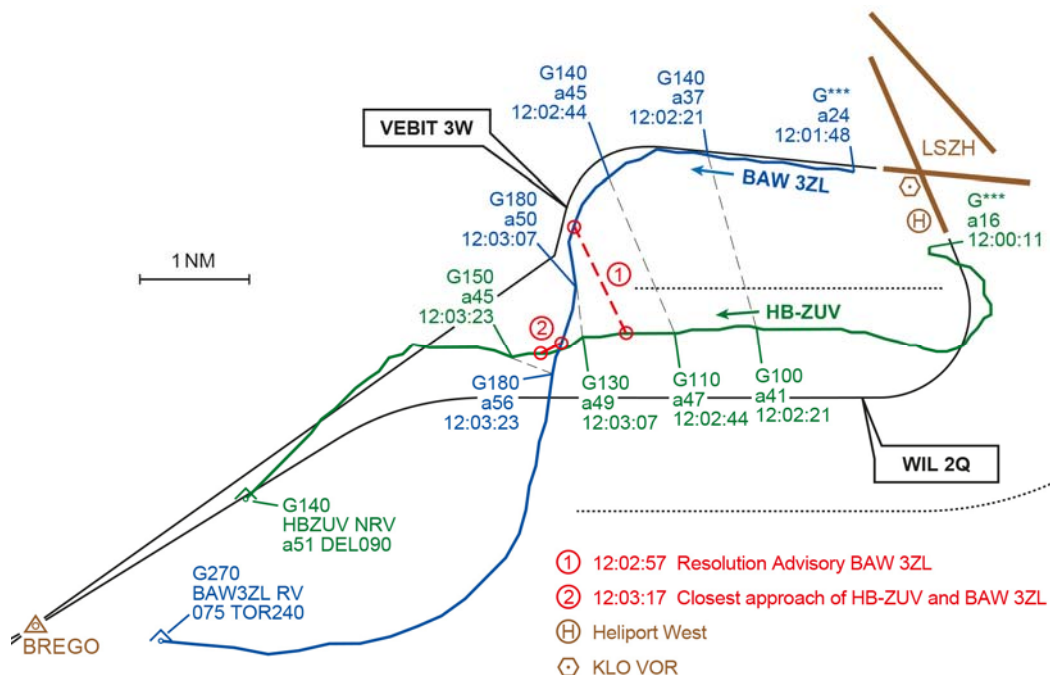 G140
a45
12:02:44
G140
a37
12:02:21
G***
a24
12:01:48
LSZH
VEBIT 3W
BAW 3ZL
G***
a16
12:00:11
H
G180
a50
12:03:07
1 NM
G150
a45
12:03:23
1
HB-ZUV
2
G180
a56
12:03:23
G130
a49
12:03:07
G110
a47
12:02:44
G100
a41
12:02:21
WIL 2Q
G140
HBZUV NRV
a51 DEL090
G270
BAW3ZL RV
075 TOR240
BREGO
1 12:02:57 Resolution Advisory BAW 3ZL
2 12:03:17 Closest approach of HB-ZUV and BAW 3ZL
H Heliport West
KLO VOR